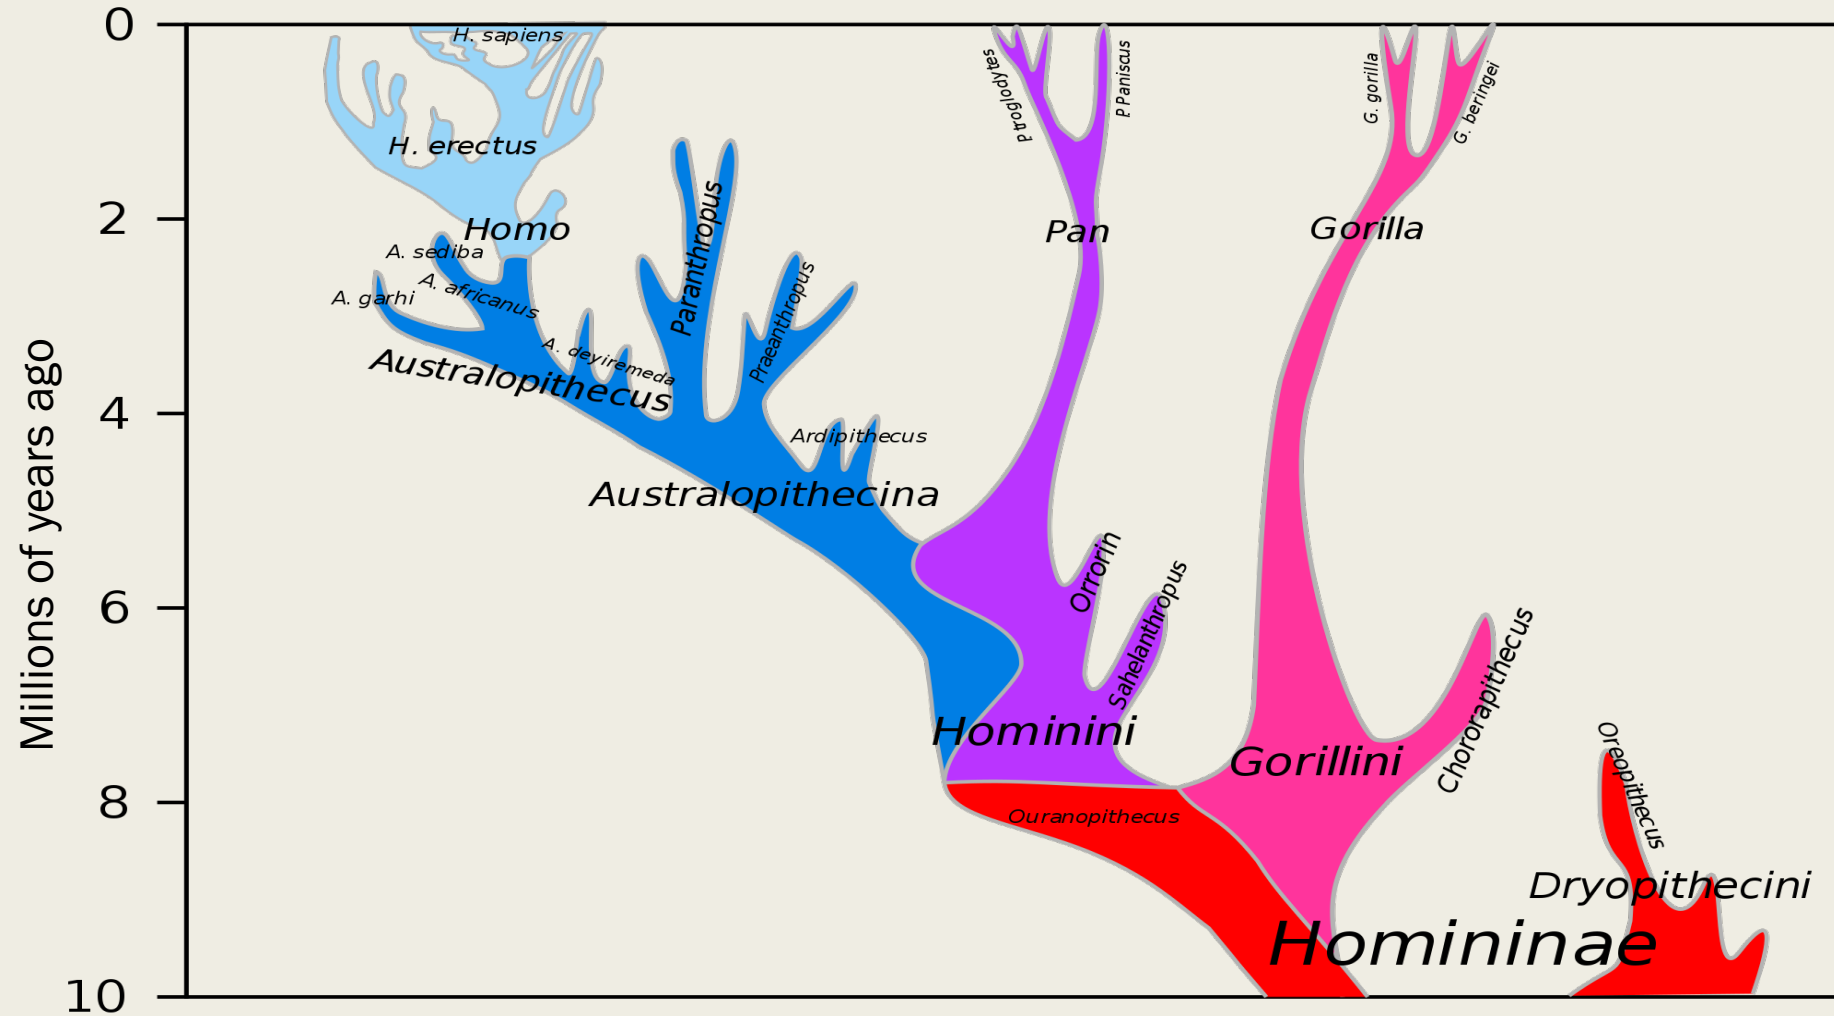 0
H. sapiens
P troglodytes
P Paniscus
G. gorilla
G. beringei
H. erectus
2
Homo
Pan
Gorilla
A. sediba
A. garhi
A. africanus
Paranthropus
Praeanthropus
A. deyiremeda
Australopithecus
4
Ardipithecus
Australopithecina
Millions of years ago
6
Orrorin
Sahelanthropus
Hominini
Gorillini
Chororapithecus
Oreopithecus
8
Ouranopithecus
Dryopithecini
Homininae
10